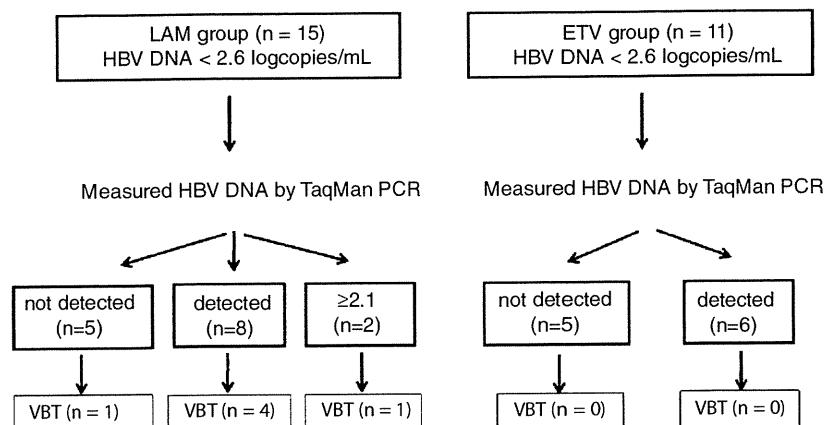 LAM group (n = 15)
HBV DNA < 2.6 logcopies/mL
ETV group (n = 11)
HBV DNA < 2.6 logcopies/mL
Measured HBV DNA by TaqMan PCR
Measured HBV DNA by TaqMan PCR
not detected
(n=5)
detected
(n=8)
≥2.1
(n=2)
not detected
(n=5)
detected
(n=6)
VBT (n = 1)
VBT (n = 4)
VBT (n = 1)
VBT (n = 0)
VBT (n = 0)